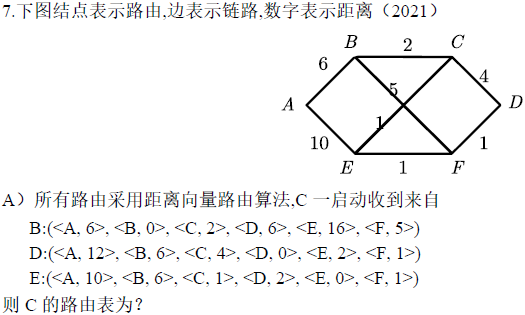 7.下图结点表示路由,边表示链路,数字表示距离（2021）
B 2 C
6 5 4
A D
1
10 1
E 1 F
A）所有路由采用距离向量路由算法,C 一启动收到来自
B:(<A, 6>, <B, 0>, <C, 2>, <D, 6>, <E, 16>, <F, 5>)
D:(<A, 12>, <B, 6>, <C, 4>, <D, 0>, <E, 2>, <F, 1>)
E:(<A, 10>, <B, 6>, <C, 1>, <D, 2>, <E, 0>, <F, 1>)
则 C 的路由表为?